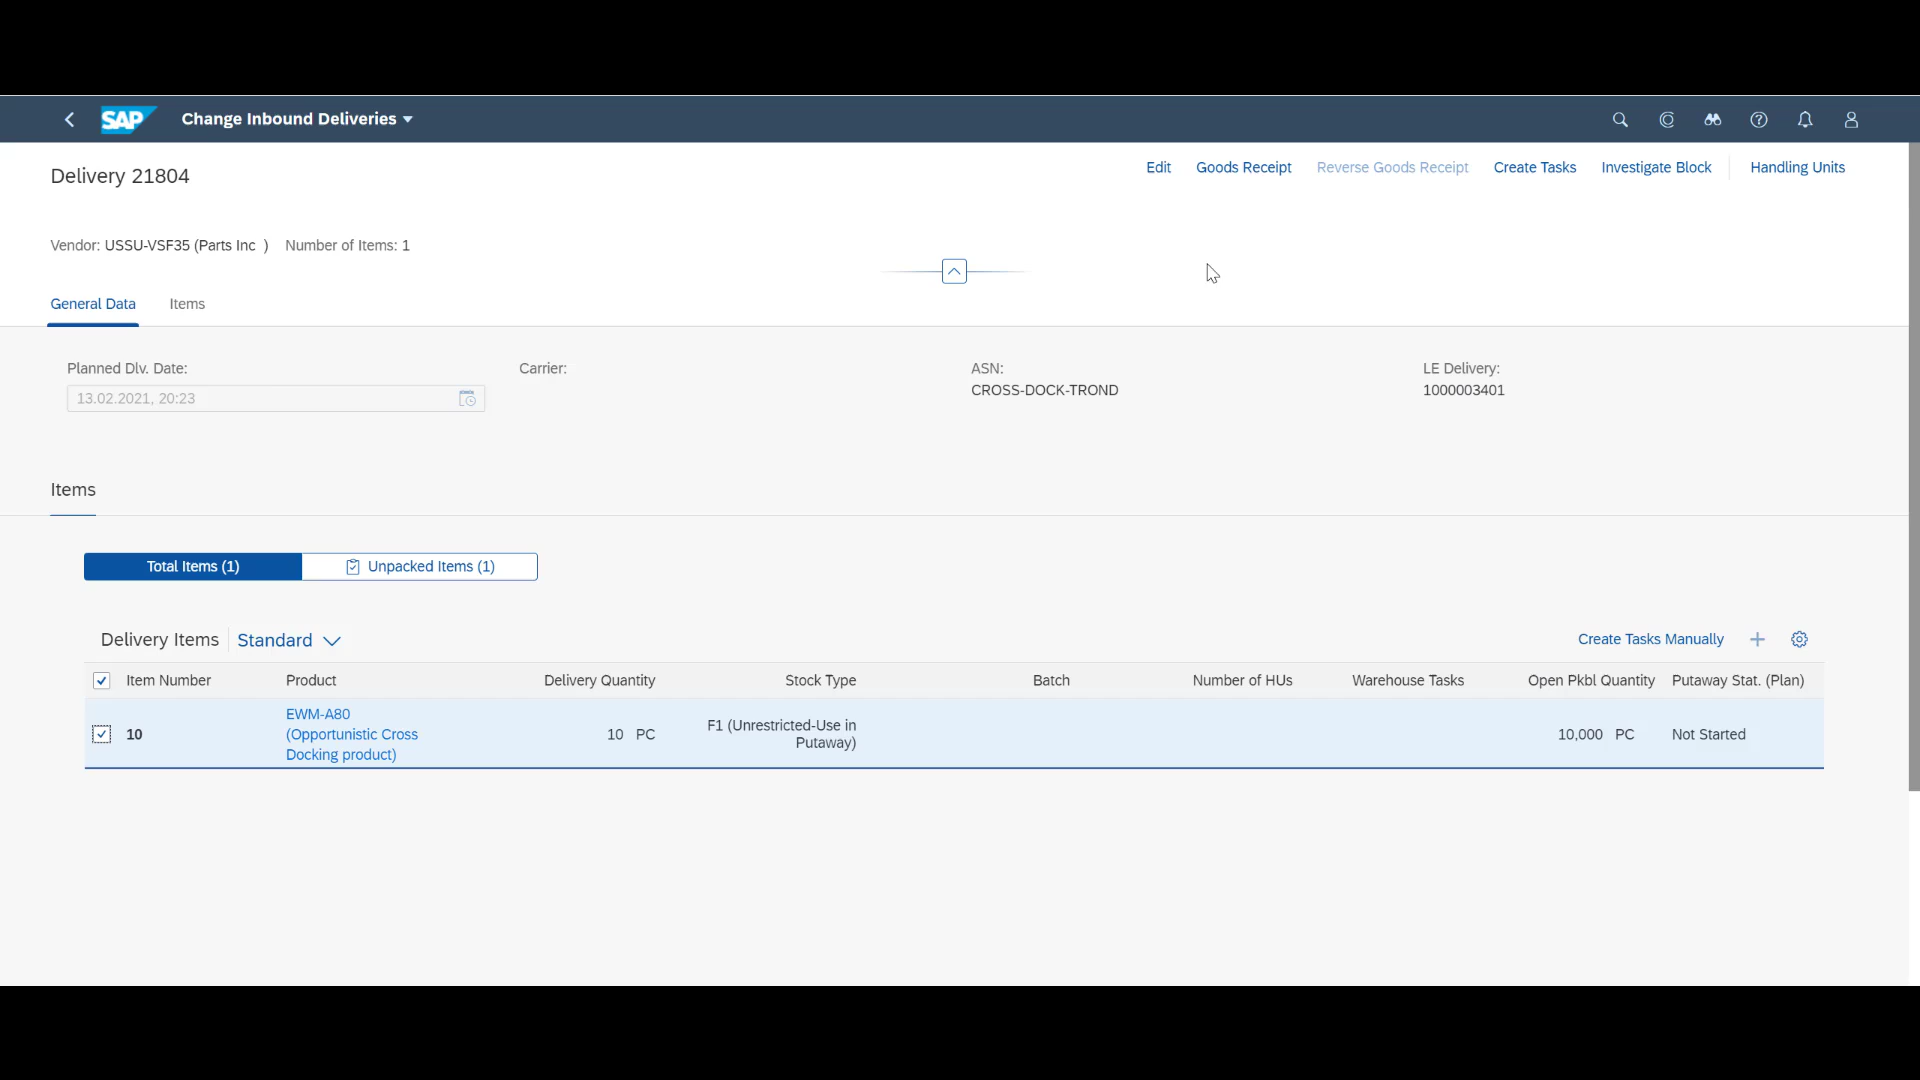 SAP Change Inbound Deliveries
Delivery 21804
Edit Goods Receipt Reverse Goods Receipt Create Tasks Investigate Block Handling Units
Vendor: USSU-VSF35 (Parts Inc ) Number of Items: 1
General Data Items
Planned Dlv. Date: Carrier: ASN: LE Delivery:
13.02.2021, 20:23 CROSS-DOCK-TROND 1000003401
Items
Total Items (1) Unpacked Items (1)
Delivery Items Standard Create Tasks Manually
Item Number Product Delivery Quantity Stock Type Batch Number of HUs Warehouse Tasks Open Pkbl Quantity Putaway Stat. (Plan)
10 EWM-A80
(Opportunistic Cross
Docking product)
10 PC
F1 (Unrestricted-Use in
Putaway)
10,000 PC Not Started